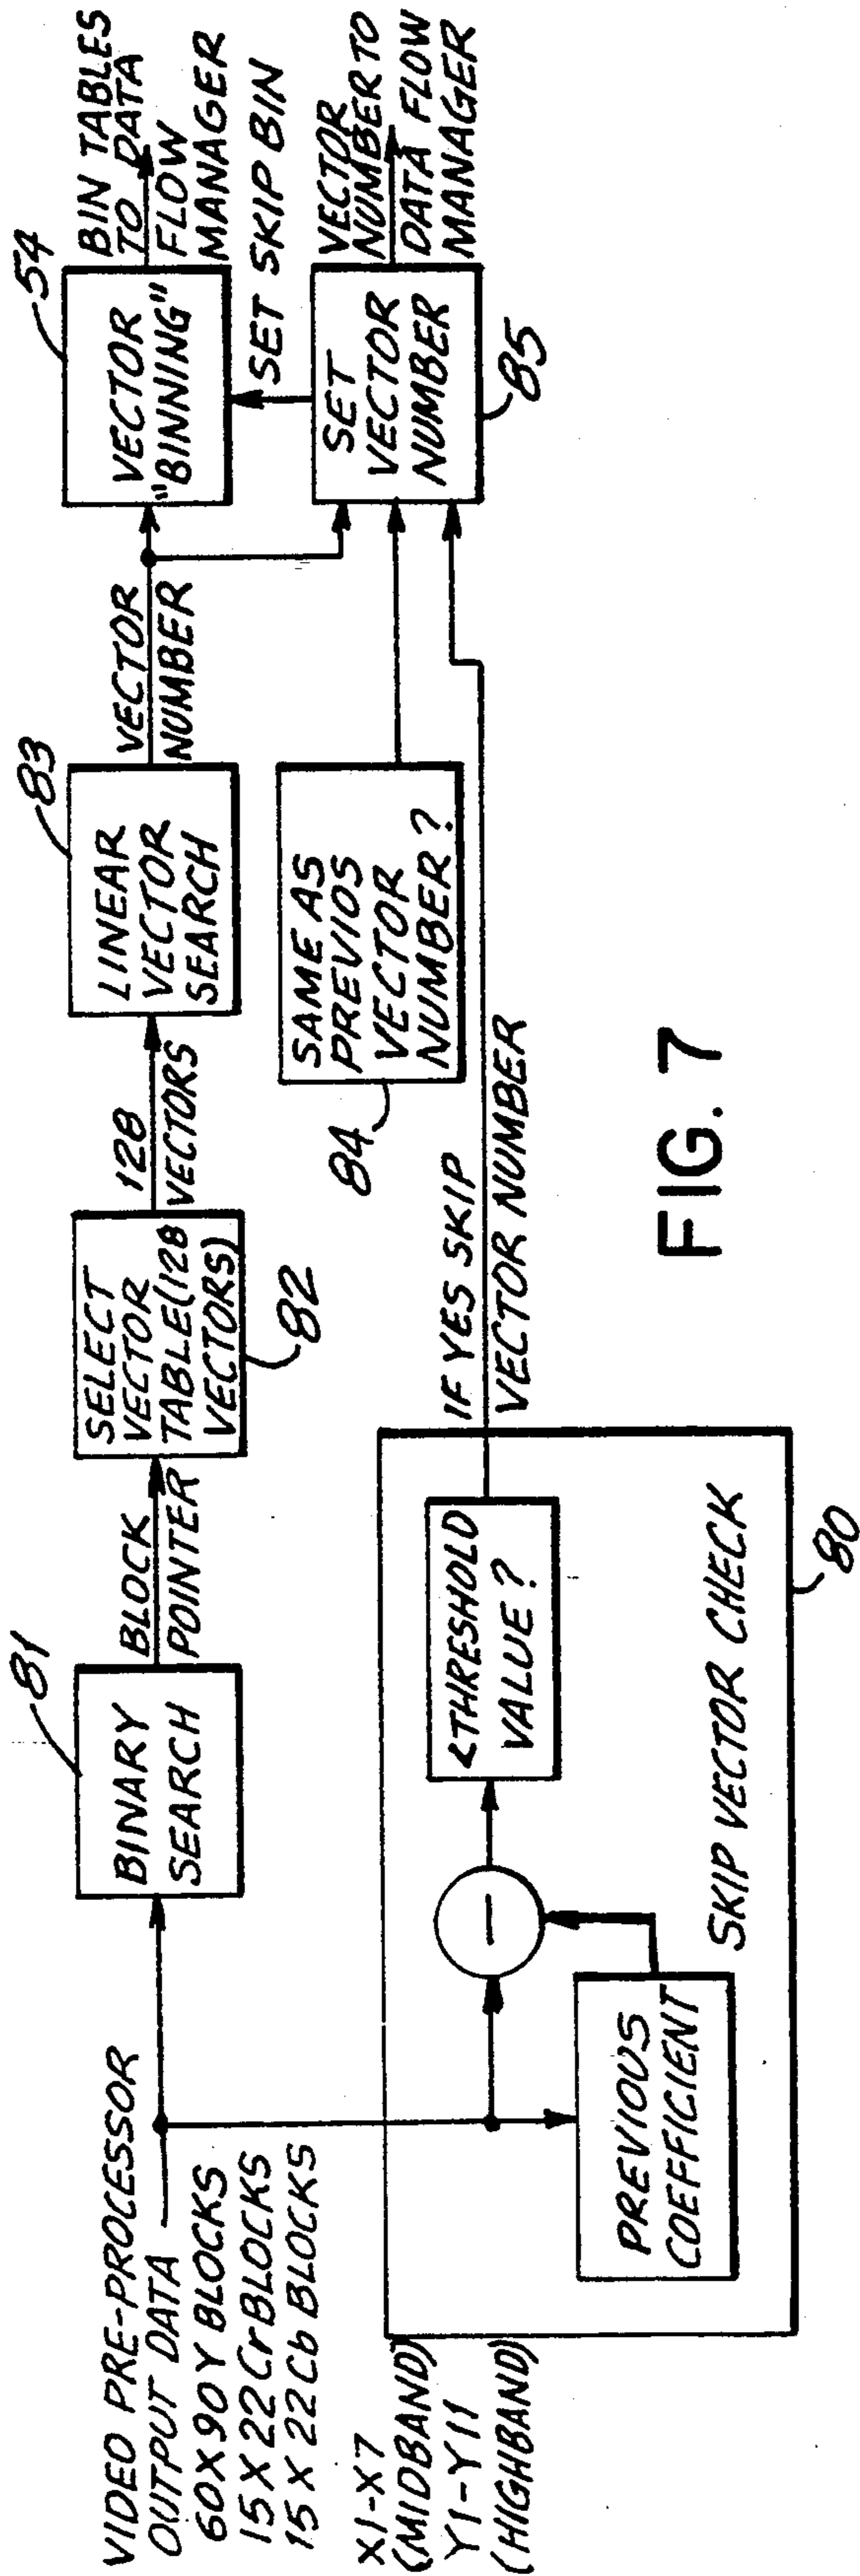 VIDEO PRE-PROCESSOR
OUTPUT DATA
60 X 90 Y BLOCKS
15 X 22 Cr BLOCKS
15 X 22 Cb BLOCKS
X1-X7
(MIDBAND)
Y1-Y11
(HIGHBAND)
81
BINARY
SEARCH
BLOCK
POINTER
SELECT
VECTOR
TABLE(128
VECTORS)
82
128
VECTORS
83
LINEAR
VECTOR
SEARCH
VECTOR
NUMBER
54
VECTOR
"BINNING"
BIN TABLES
TO DATA
FLOW
MANAGER
SET SKIP BIN
SET
VECTOR
NUMBER
85
VECTOR
NUMBER TO
DATA FLOW
MANAGER
SAME AS
PREVIOS
VECTOR
NUMBER?
84
IF YES SKIP
VECTOR NUMBER
<THRESHOLD
VALUE?
−
PREVIOUS
COEFFICIENT
SKIP VECTOR CHECK
80
FIG. 7